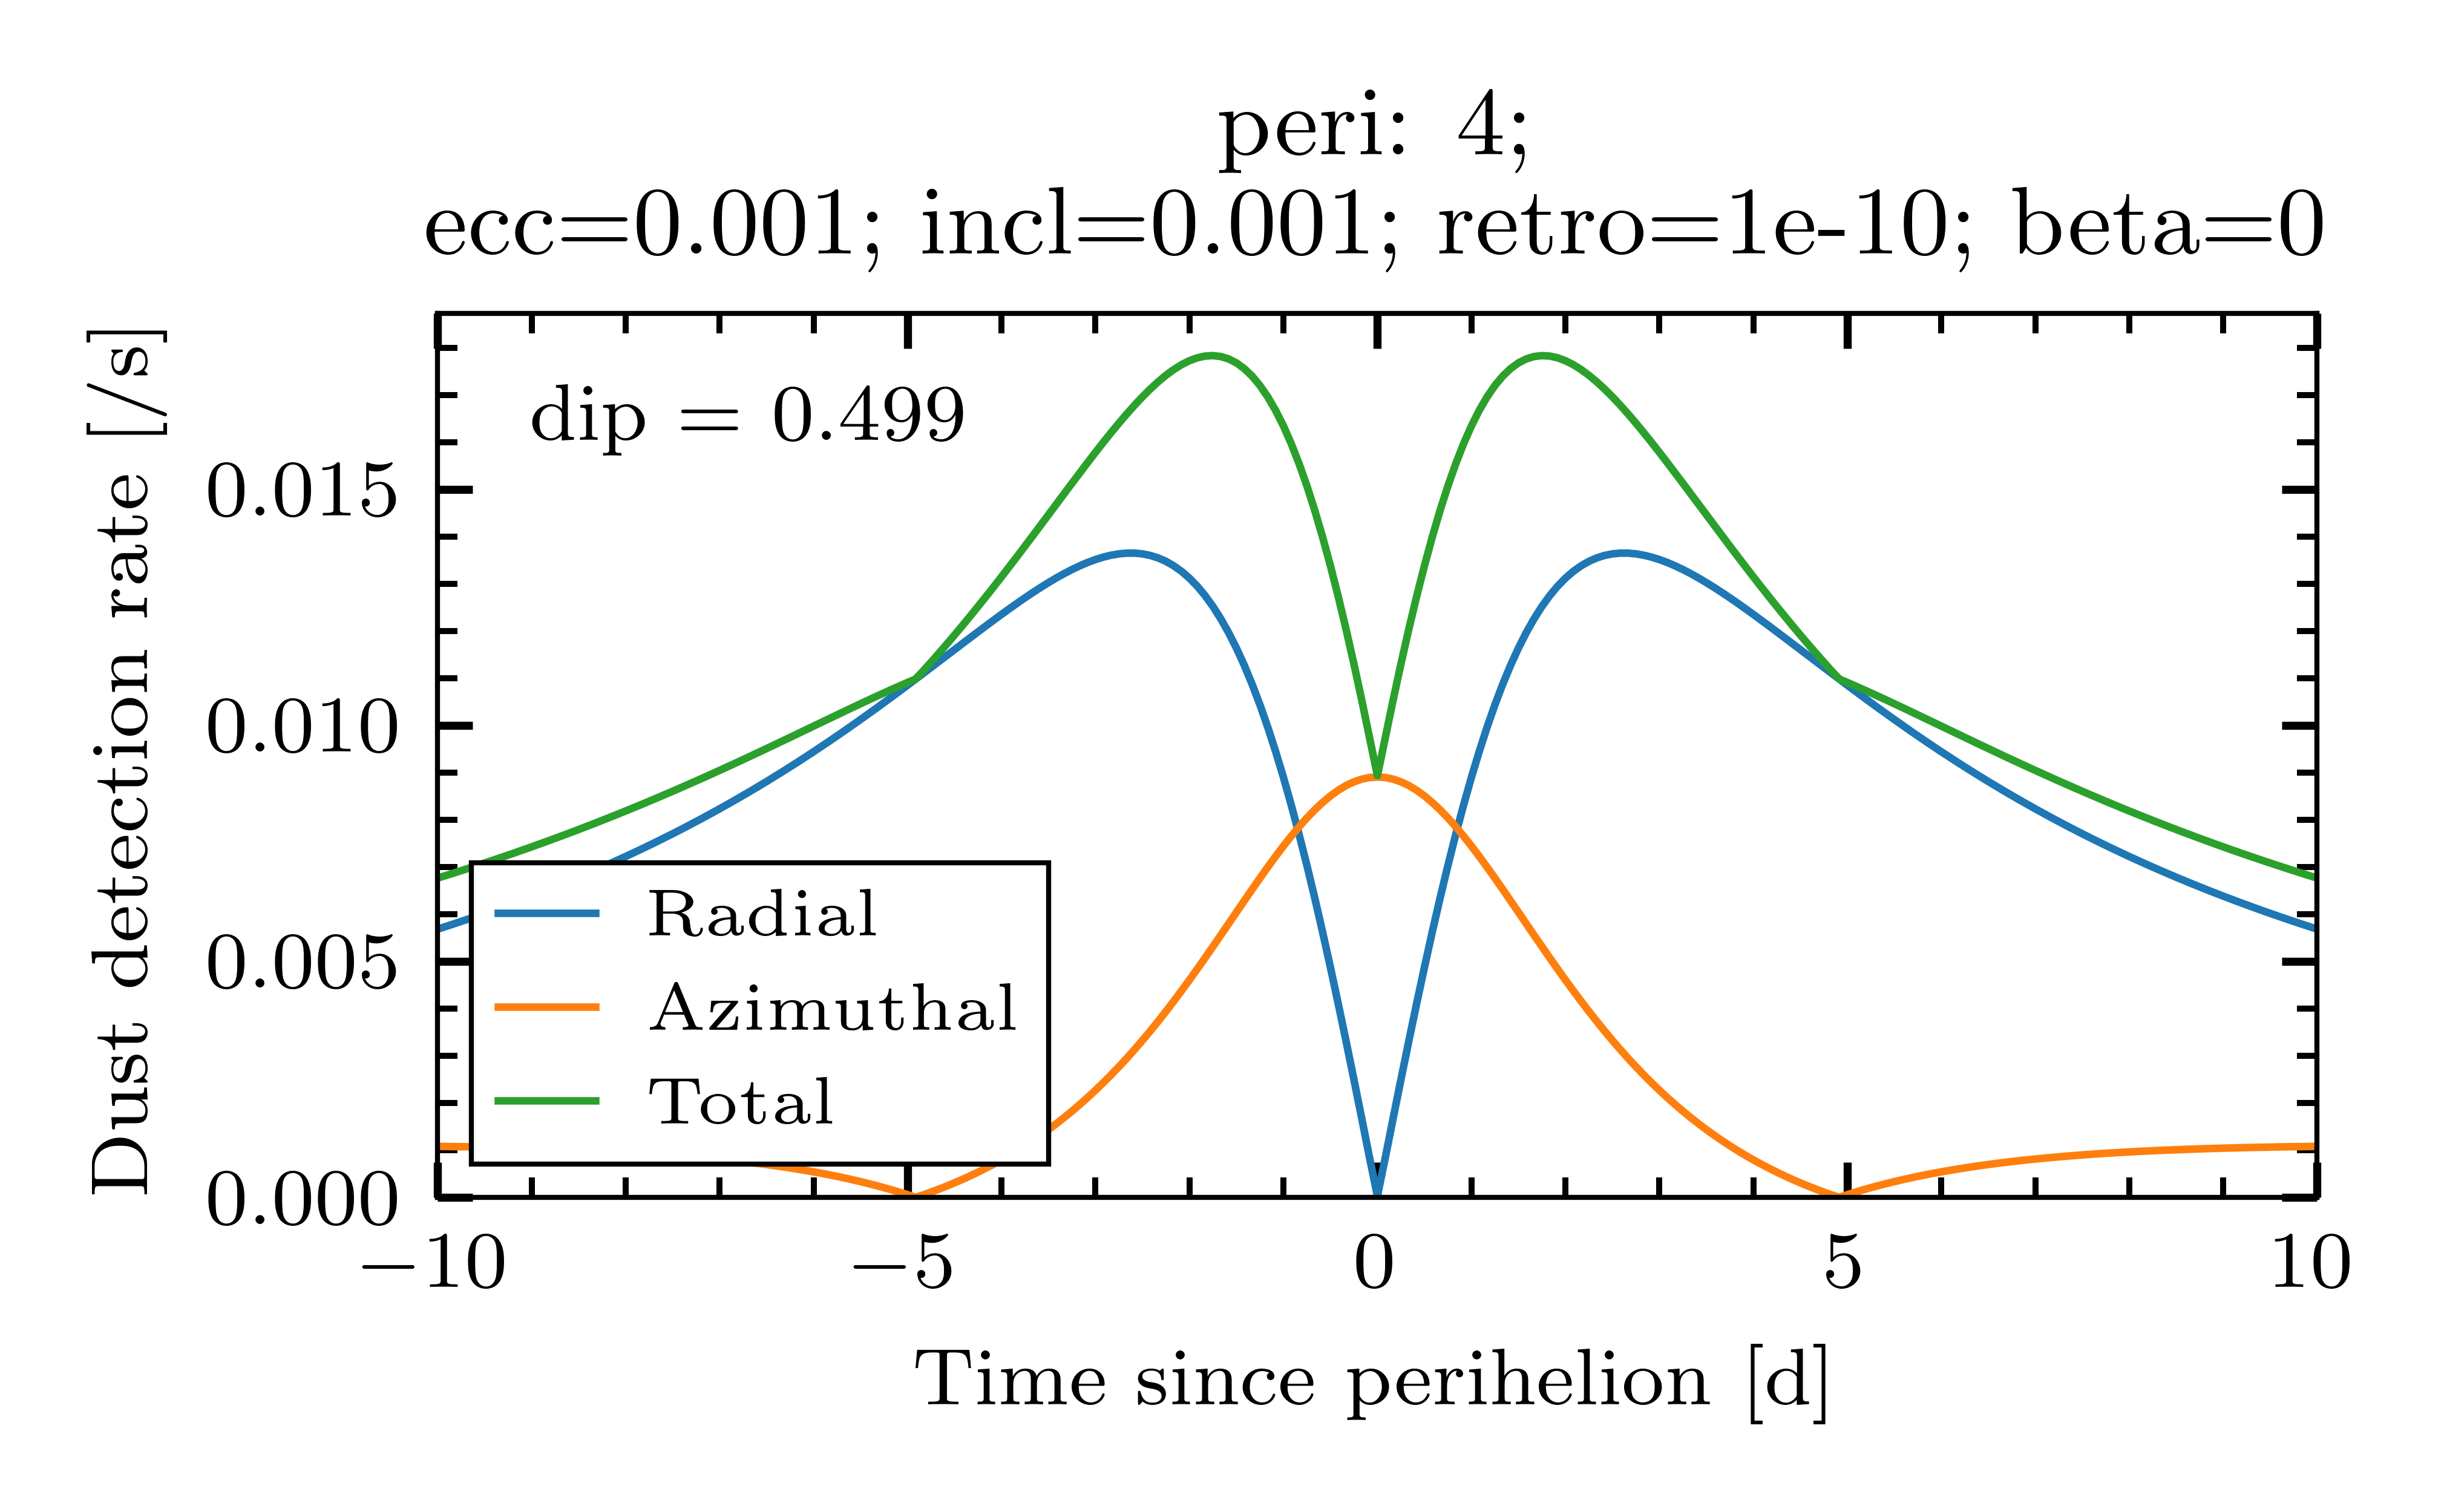 peri: 4;
ecc=0.001; incl=0.001; retro=1e-10; beta=0
Dust detection rate [/s]
dip = 0.499
0.015
0.010
0.005
0.000
Radial
Azimuthal
Total
−10
−5
0
5
10
Time since perihelion [d]